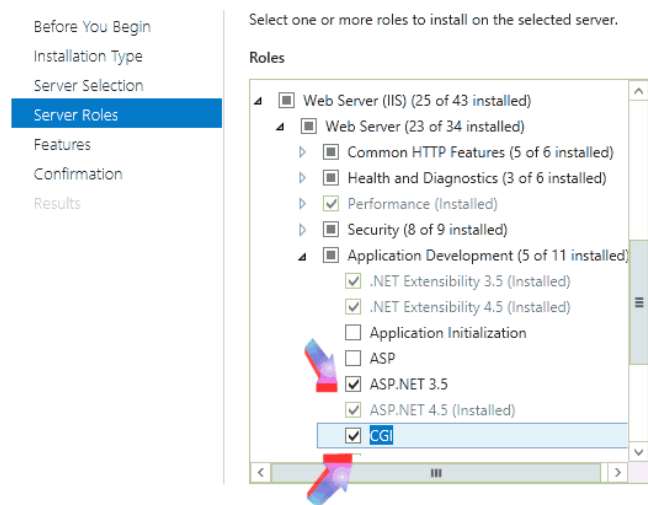 Before You Begin
Installation Type
Server Selection
Server Roles
Features
Confirmation
Results
Select one or more roles to install on the selected server.
Roles
Web Server (IIS) (25 of 43 installed)
Web Server (23 of 34 installed)
Common HTTP Features (5 of 6 installed)
Health and Diagnostics (3 of 6 installed)
Performance (Installed)
Security (8 of 9 installed)
Application Development (5 of 11 installed)
.NET Extensibility 3.5 (Installed)
.NET Extensibility 4.5 (Installed)
Application Initialization
ASP
ASP.NET 3.5
ASP.NET 4.5 (Installed)
CGI